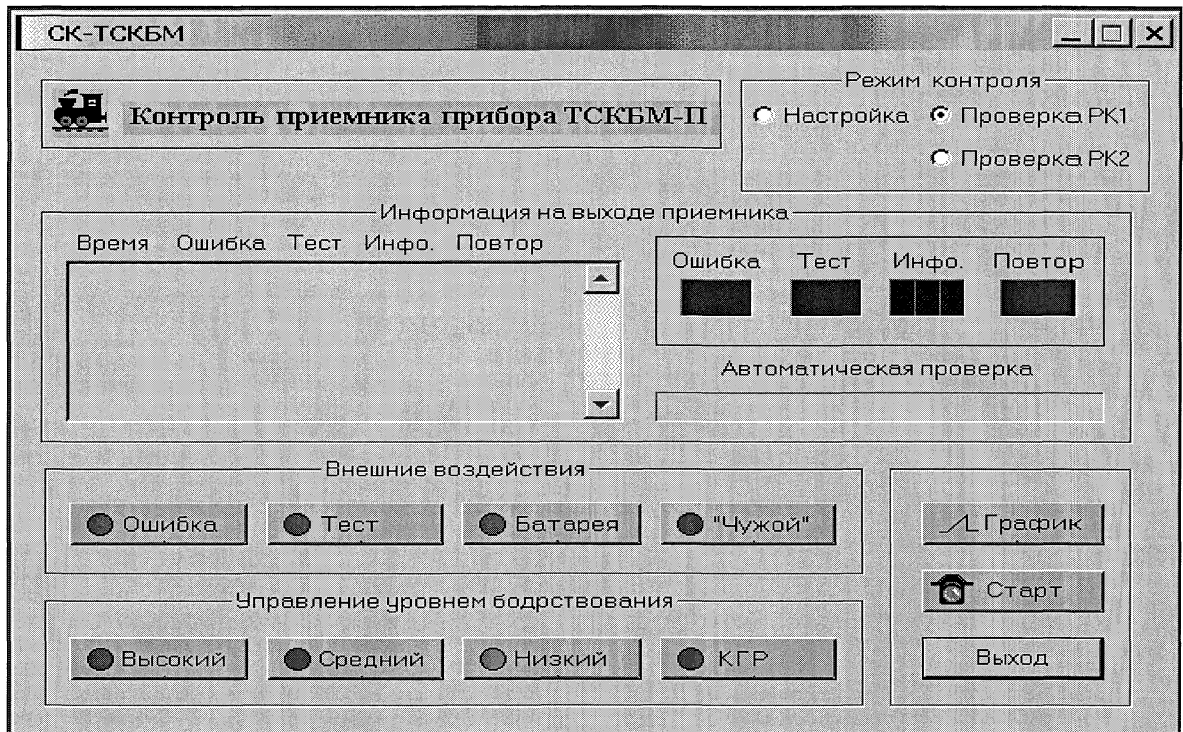 СК-ТСКБМ
Контроль приемника прибора ТСКБМ-П
Режим контроля
Настройка Проверка РК1
Проверка РК2
Информация на выходе приемника
Время Ошибка Тест Инфо. Повтор
Ошибка Тест Инфо. Повтор
Автоматическая проверка
Внешние воздействия
Ошибка Тест Батарея "Чужой"
График
Старт
Управление уровнем бодрствования
Высокий Средний Низкий КГР
Выход